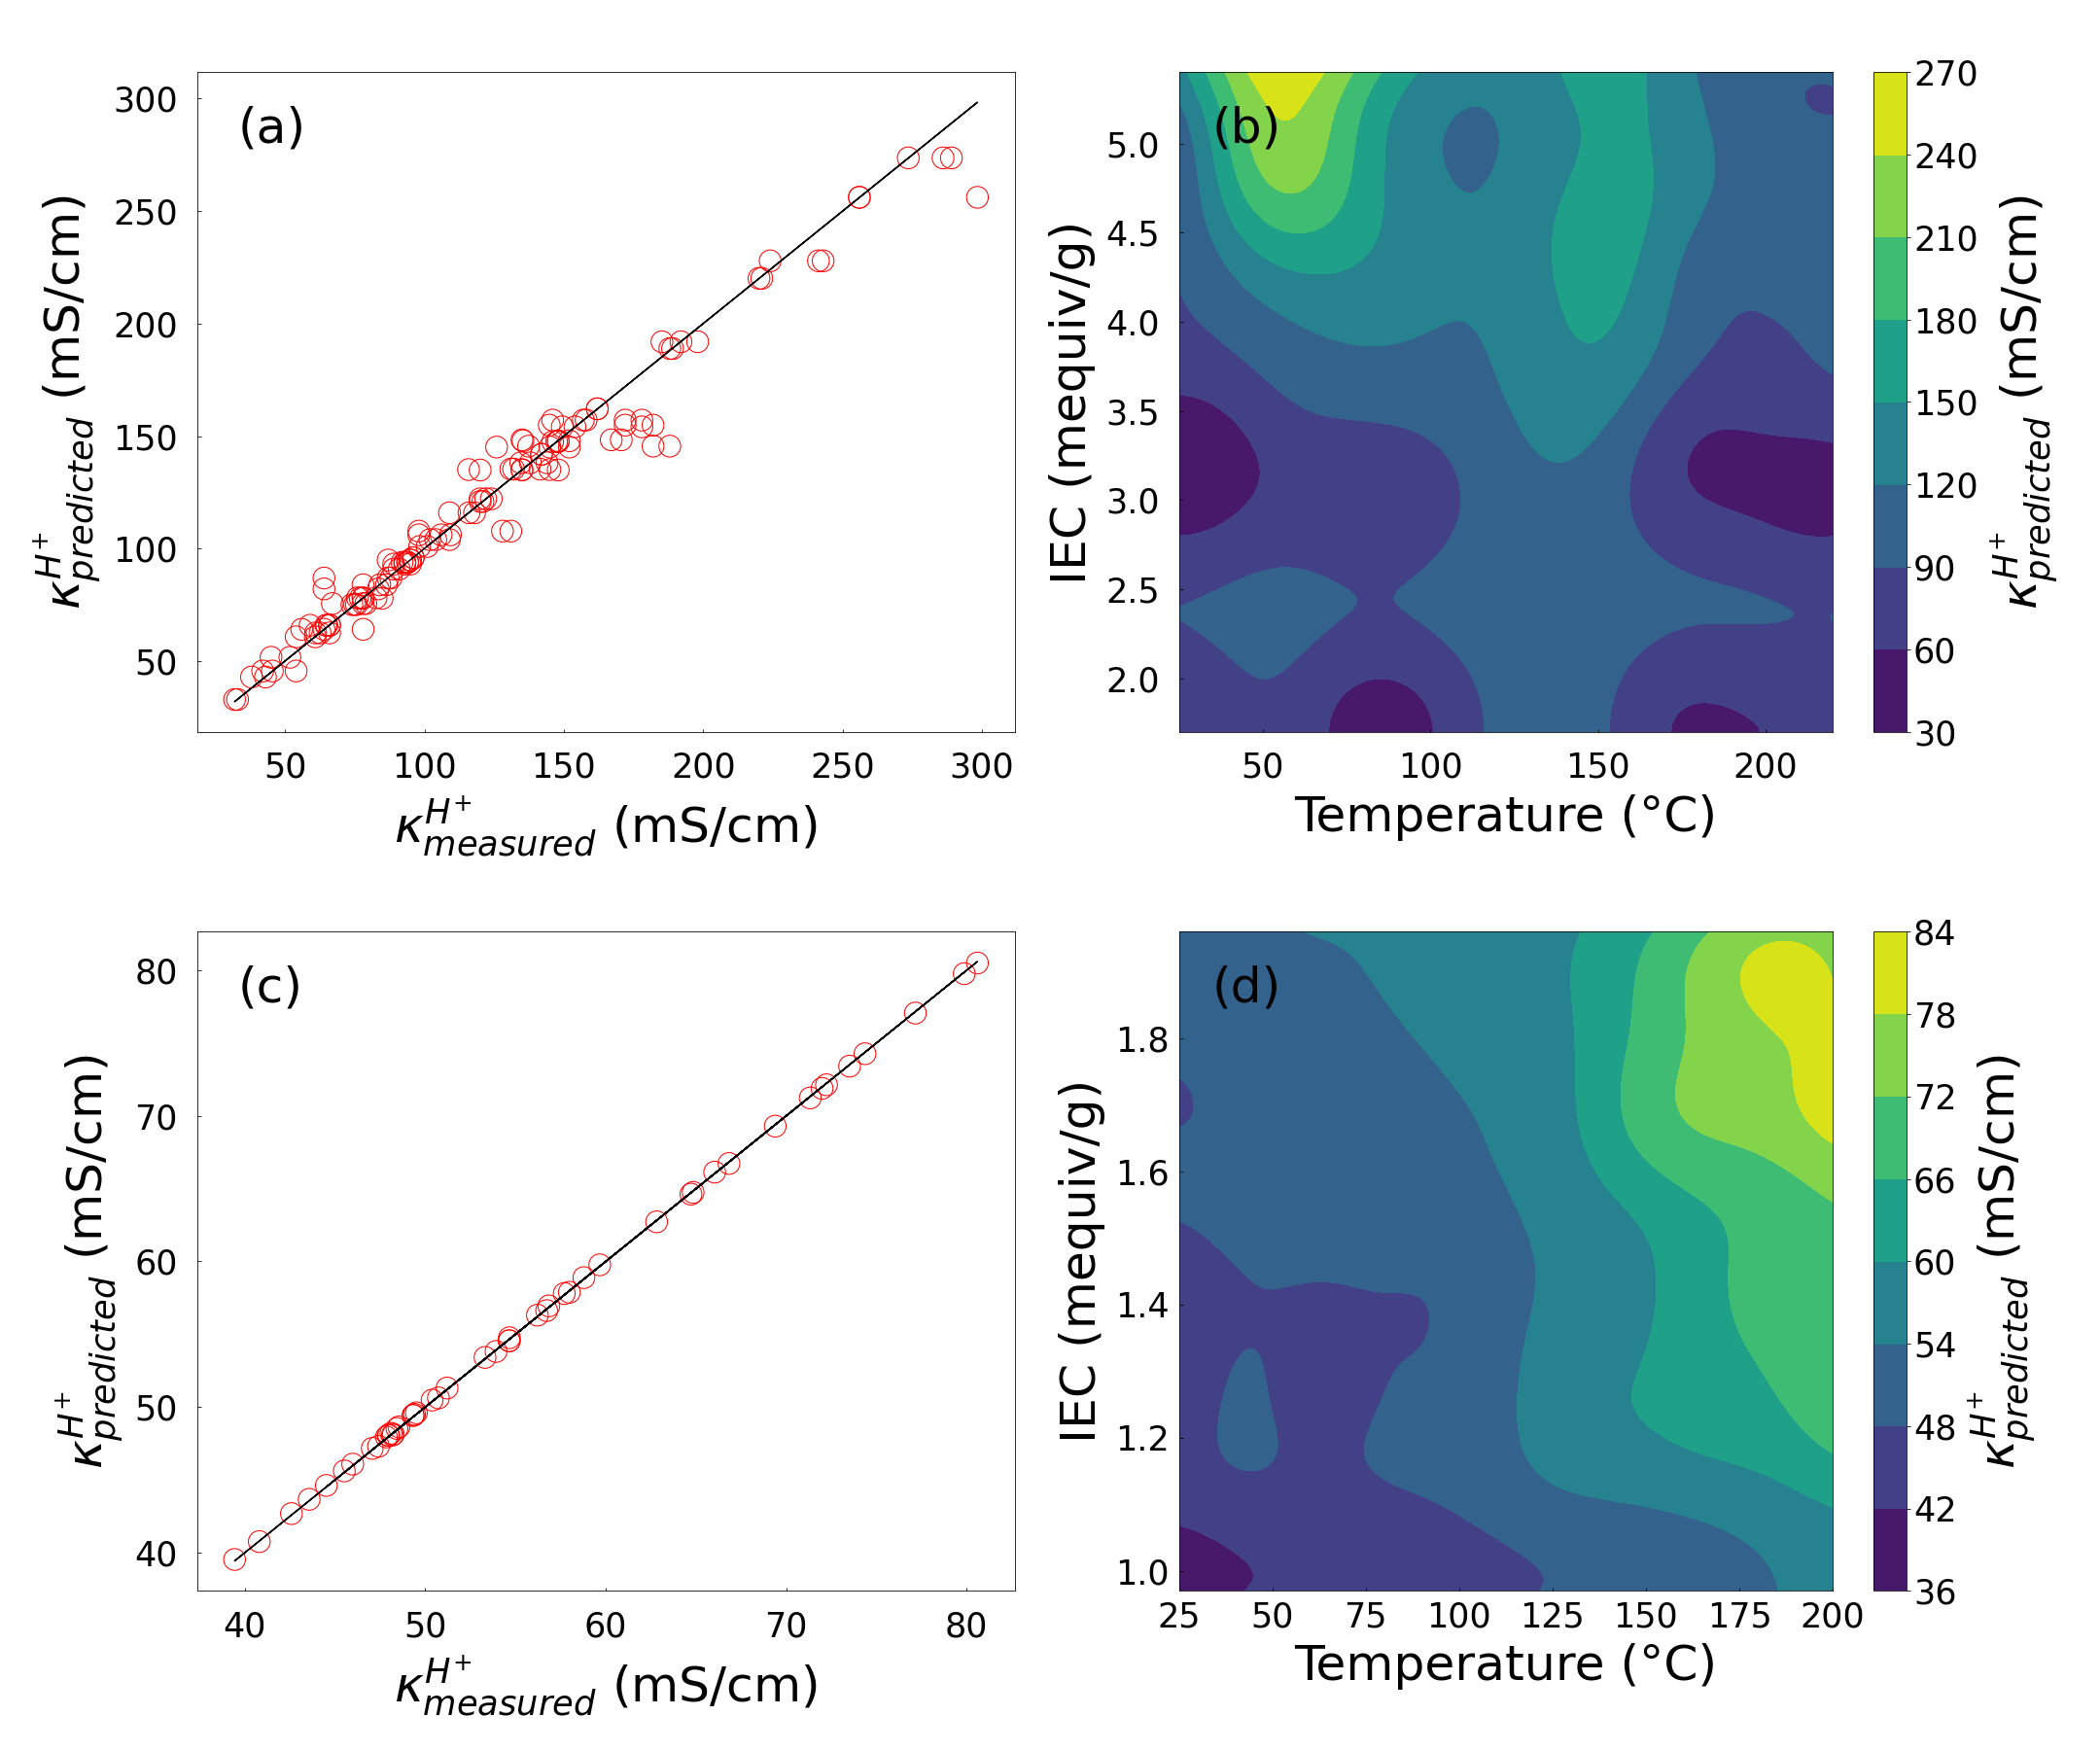 (a)
300
250
200
150
100
50
κ^{H^+}_{predicted} (mS/cm)
50 100 150 200 250 300
κ^{H^+}_{measured} (mS/cm)
(b)
5.0
4.5
4.0
3.5
3.0
2.5
2.0
IEC (mequiv/g)
50 100 150 200
Temperature (°C)
270
240
210
180
150
120
90
60
30
κ^{H^+}_{predicted} (mS/cm)
(c)
80
70
60
50
40
κ^{H^+}_{predicted} (mS/cm)
40 50 60 70 80
κ^{H^+}_{measured} (mS/cm)
(d)
1.8
1.6
1.4
1.2
1.0
IEC (mequiv/g)
25 50 75 100 125 150 175 200
Temperature (°C)
84
78
72
66
60
54
48
42
36
κ^{H^+}_{predicted} (mS/cm)